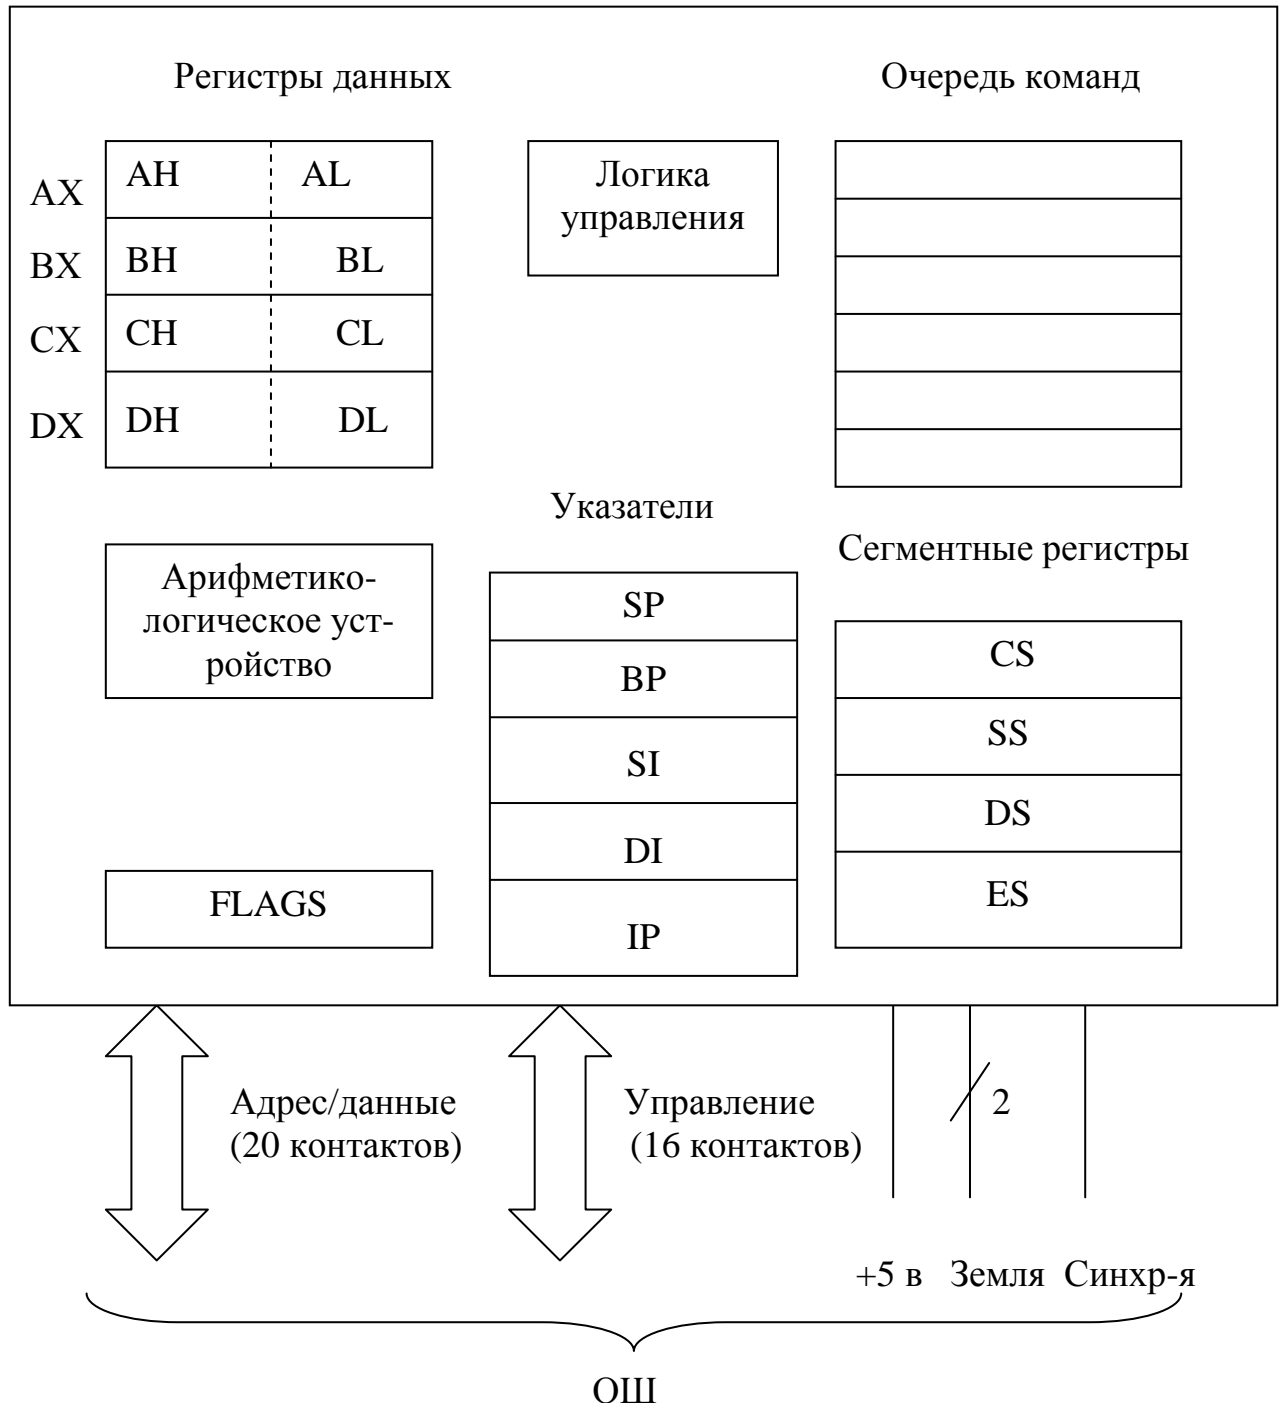 Регистры данных
Очередь команд
AX
AH
AL
BX
BH
BL
CX
CH
CL
DX
DH
DL
Логика
управления
Указатели
Сегментные регистры
Арифметико-
логическое уст-
ройство
SP
BP
SI
DI
IP
CS
SS
DS
ES
FLAGS
Адрес/данные
(20 контактов)
Управление
(16 контактов)
2
+5 в
Земля
Синхр-я
ОШ